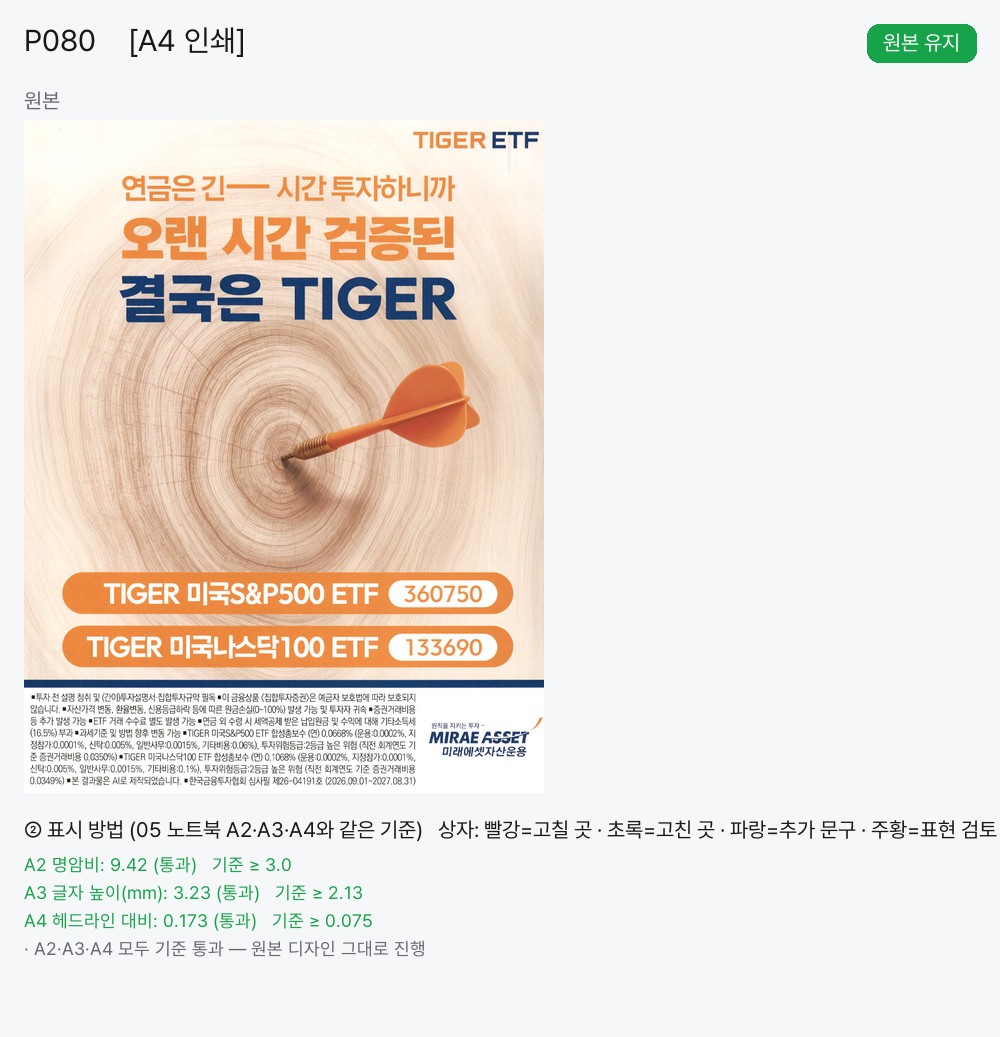 P080 [A4 인쇄]
원본 유지
원본
TIGER ETF
연금은 긴── 시간 투자하니까
오랜 시간 검증된
결국은 TIGER
TIGER 미국S&P500 ETF 360750
TIGER 미국나스닥100 ETF 133690
▪투자 전 설명 청취 및 (간이)투자설명서·집합투자규약 필독 ▪이 금융상품 (집합투자증권)은 예금자 보호법에 따라 보호되지
않습니다. ▪자산가격 변동, 환율변동, 신용등급하락 등에 따른 원금손실(0~100%) 발생 가능 및 투자자 귀속 ▪증권거래비용
등 추가 발생 가능 ▪ETF 거래 수수료 별도 발생 가능 ▪연금 외 수령 시 세액공제 받은 납입원금 및 수익에 대해 기타소득세
(16.5%) 부과 ▪과세기준 및 방법 향후 변동 가능 ▪TIGER 미국S&P500 ETF 합성총보수 (연) 0.0668% (운용:0.0002%, 지
정참가:0.0001%, 신탁:0.005%, 일반사무:0.0015%, 기타비용:0.06%), 투자위험등급:2등급 높은 위험 (직전 회계연도 기
준 증권거래비용 0.0350%) ▪TIGER 미국나스닥100 ETF 합성총보수 (연) 0.1068% (운용:0.0002%, 지정참가:0.0001%,
신탁:0.005%, 일반사무:0.0015%, 기타비용:0.1%), 투자위험등급:2등급 높은 위험 (직전 회계연도 기준 증권거래비용
0.0349%) ▪본 결과물은 AI로 제작되었습니다. ▪한국금융투자협회 심사필 제26-04191호 (2026.09.01~2027.08.31)
원칙을 지키는 투자 –
MIRAE ASSET
미래에셋자산운용
② 표시 방법 (05 노트북 A2·A3·A4와 같은 기준) 상자: 빨강=고칠 곳 · 초록=고친 곳 · 파랑=추가 문구 · 주황=표현 검토
A2 명암비: 9.42 (통과) 기준 ≥ 3.0
A3 글자 높이(mm): 3.23 (통과) 기준 ≥ 2.13
A4 헤드라인 대비: 0.173 (통과) 기준 ≥ 0.075
· A2·A3·A4 모두 기준 통과 — 원본 디자인 그대로 진행